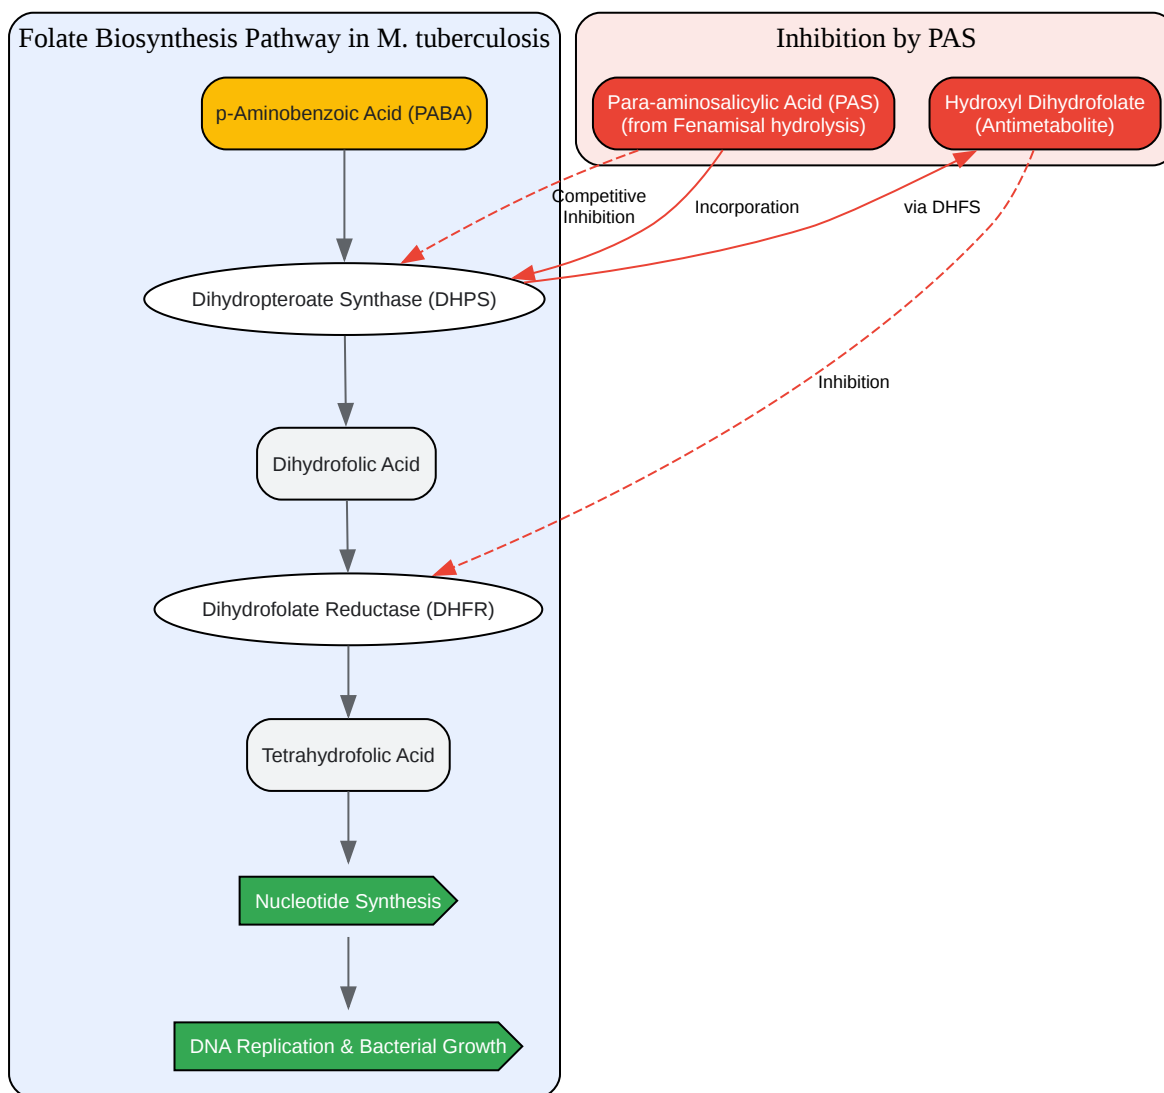 Folate Biosynthesis Pathway in M. tuberculosis
Inhibition by PAS
p-Aminobenzoic Acid (PABA)
Para-aminosalicylic Acid (PAS)
(from Fenamisal hydrolysis)
Hydroxyl Dihydrofolate
(Antimetabolite)
Competitive
Inhibition
Incorporation
via DHFS
Dihydropteroate Synthase (DHPS)
Inhibition
Dihydrofolic Acid
Dihydrofolate Reductase (DHFR)
Tetrahydrofolic Acid
Nucleotide Synthesis
DNA Replication & Bacterial Growth